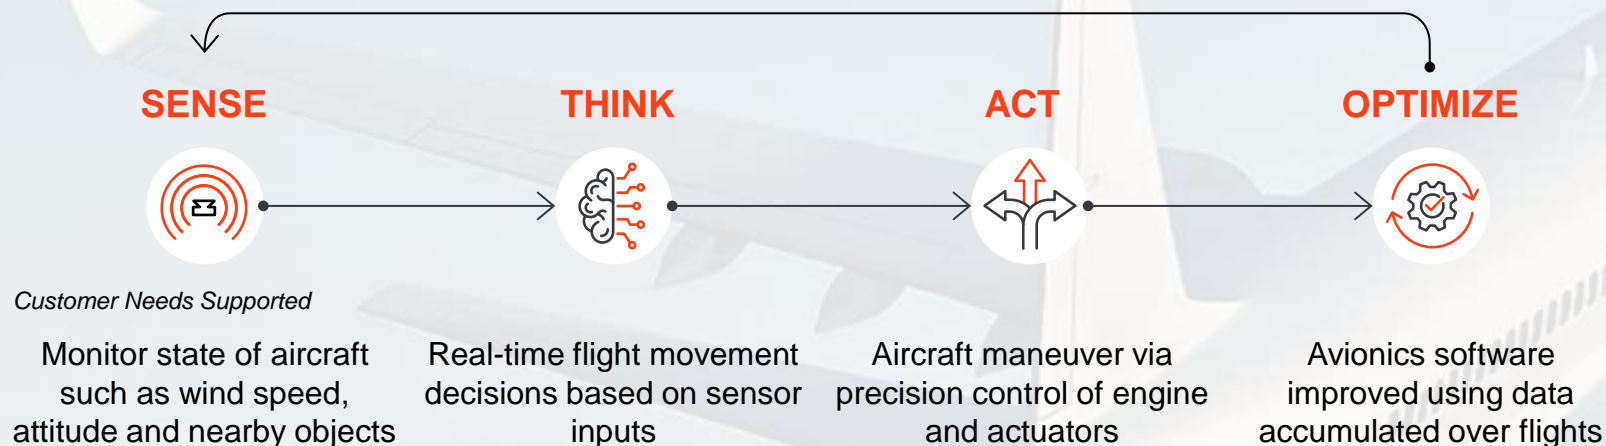 SENSE
THINK
ACT
OPTIMIZE
Customer Needs Supported
Monitor state of aircraft
such as wind speed,
attitude and nearby objects
Real-time flight movement
decisions based on sensor
inputs
Aircraft maneuver via
precision control of engine
and actuators
Avionics software
improved using data
accumulated over flights